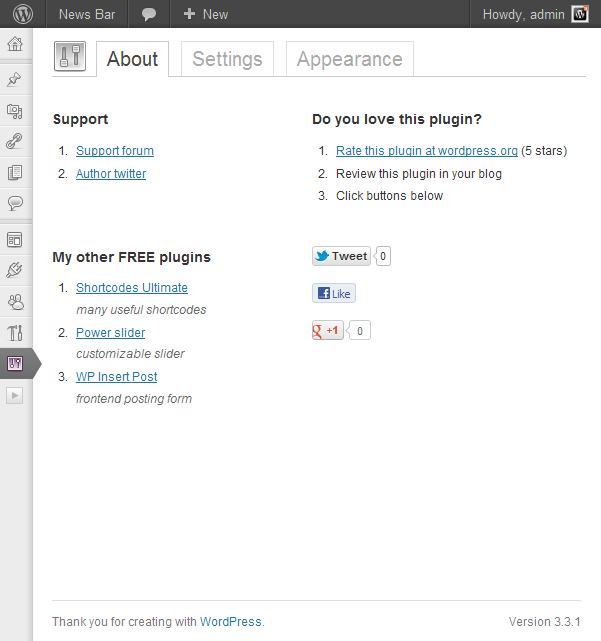 News Bar
New
Howdy, admin
About
Settings
Appearance
Support
1. Support forum
2. Author twitter
Do you love this plugin?
1. Rate this plugin at wordpress.org (5 stars)
2. Review this plugin in your blog
3. Click buttons below
My other FREE plugins
1. Shortcodes Ultimate
many useful shortcodes
2. Power slider
customizable slider
3. WP Insert Post
frontend posting form
Tweet 0
Like
+1 0
Thank you for creating with WordPress.
Version 3.3.1